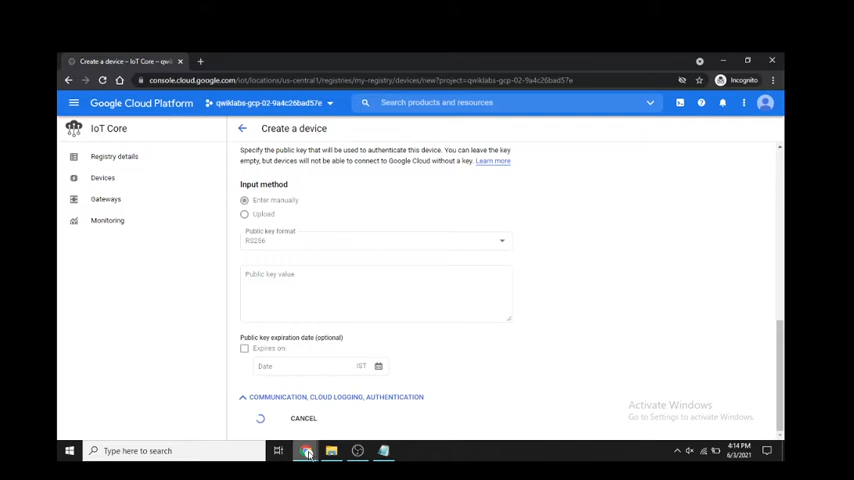 Create a device – IoT Core – qwi
console.cloud.google.com/iot/locations/us-central1/registries/my-registry/devices/new?project=qwiklabs-gcp-02-9a4c26bad57e
Incognito
Google Cloud Platform
qwiklabs-gcp-02-9a4c26bad57e
Search products and resources
IoT Core
Create a device
Registry details
Devices
Gateways
Monitoring
Specify the public key that will be used to authenticate this device. You can leave the key
empty, but devices will not be able to connect to Google Cloud without a key. Learn more
Input method
Enter manually
Upload
Public key format
RS256
Public key value
Public key expiration date (optional)
Expires on:
Date
IST
COMMUNICATION, CLOUD LOGGING, AUTHENTICATION
CANCEL
Activate Windows
Go to Settings to activate Windows.
Type here to search
4:14 PM
6/3/2021